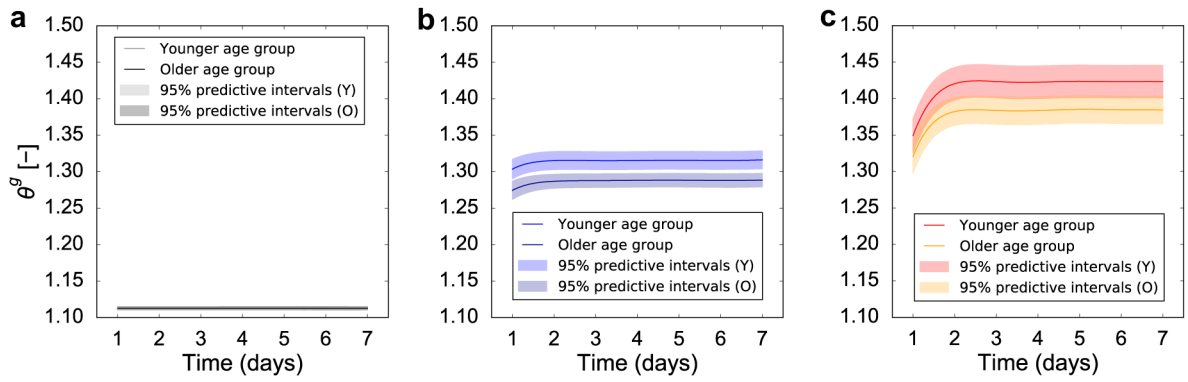 a
1.50
1.45
1.40
1.35
1.30
1.25
1.20
1.15
1.10
θᵍ [−]
Younger age group
Older age group
95% predictive intervals (Y)
95% predictive intervals (O)
1 2 3 4 5 6 7
Time (days)
b
1.50
1.45
1.40
1.35
1.30
1.25
1.20
1.15
1.10
Younger age group
Older age group
95% predictive intervals (Y)
95% predictive intervals (O)
1 2 3 4 5 6 7
Time (days)
c
1.50
1.45
1.40
1.35
1.30
1.25
1.20
1.15
1.10
Younger age group
Older age group
95% predictive intervals (Y)
95% predictive intervals (O)
1 2 3 4 5 6 7
Time (days)